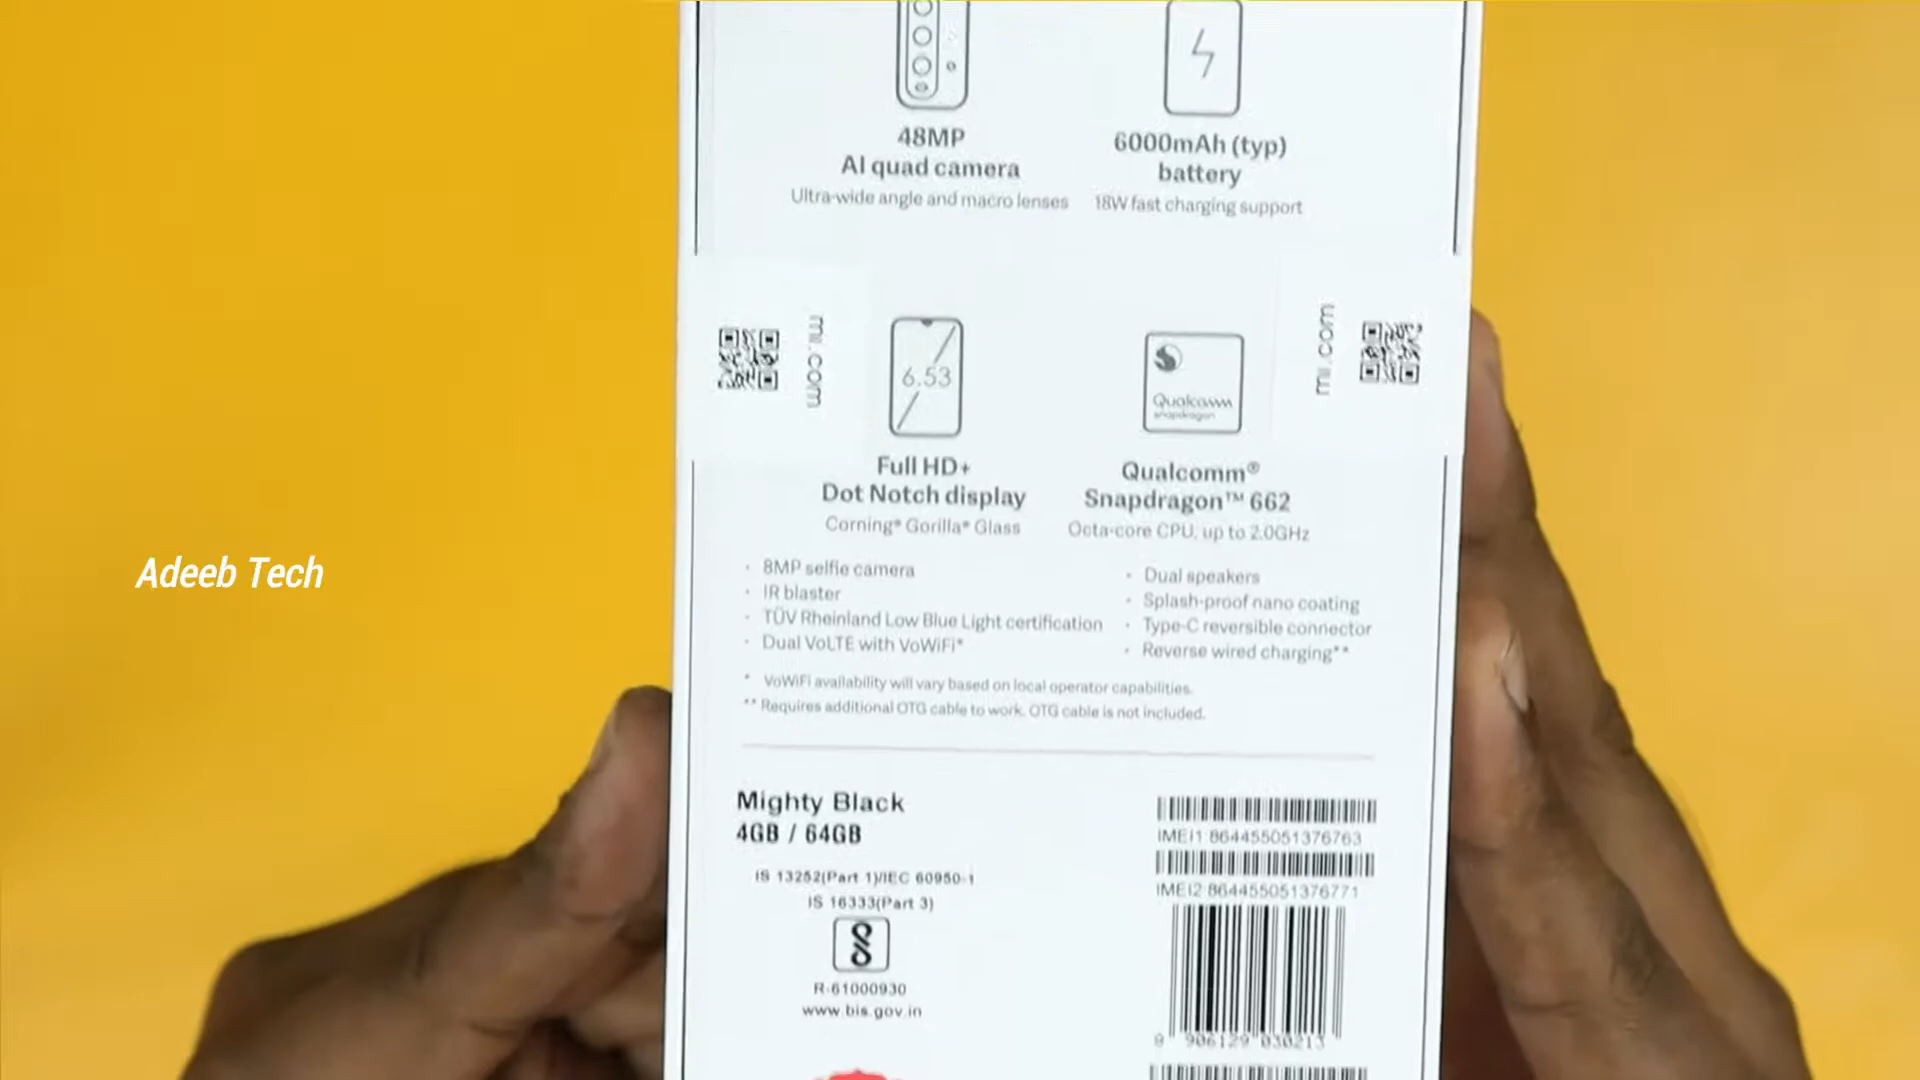 48MP
AI quad camera
Ultra-wide angle and macro lenses
6000mAh (typ)
battery
18W fast charging support
mi.com
6.53
Qualcomm
snapdragon
mi.com
Full HD+
Dot Notch display
Corning® Gorilla® Glass
Qualcomm®
Snapdragon™ 662
Octa-core CPU, up to 2.0GHz
· 8MP selfie camera
· IR blaster
· TÜV Rheinland Low Blue Light certification
· Dual VoLTE with VoWiFi*
· Dual speakers
· Splash-proof nano coating
· Type-C reversible connector
· Reverse wired charging**
* VoWiFi availability will vary based on local operator capabilities.
** Requires additional OTG cable to work. OTG cable is not included.
Adeeb Tech
Mighty Black
4GB / 64GB
IS 13252(Part 1)/IEC 60950-1
IS 16333(Part 3)
R-61000930
www.bis.gov.in
IMEI1:864455051376763
IMEI2:864455051376771
9 906129 030213